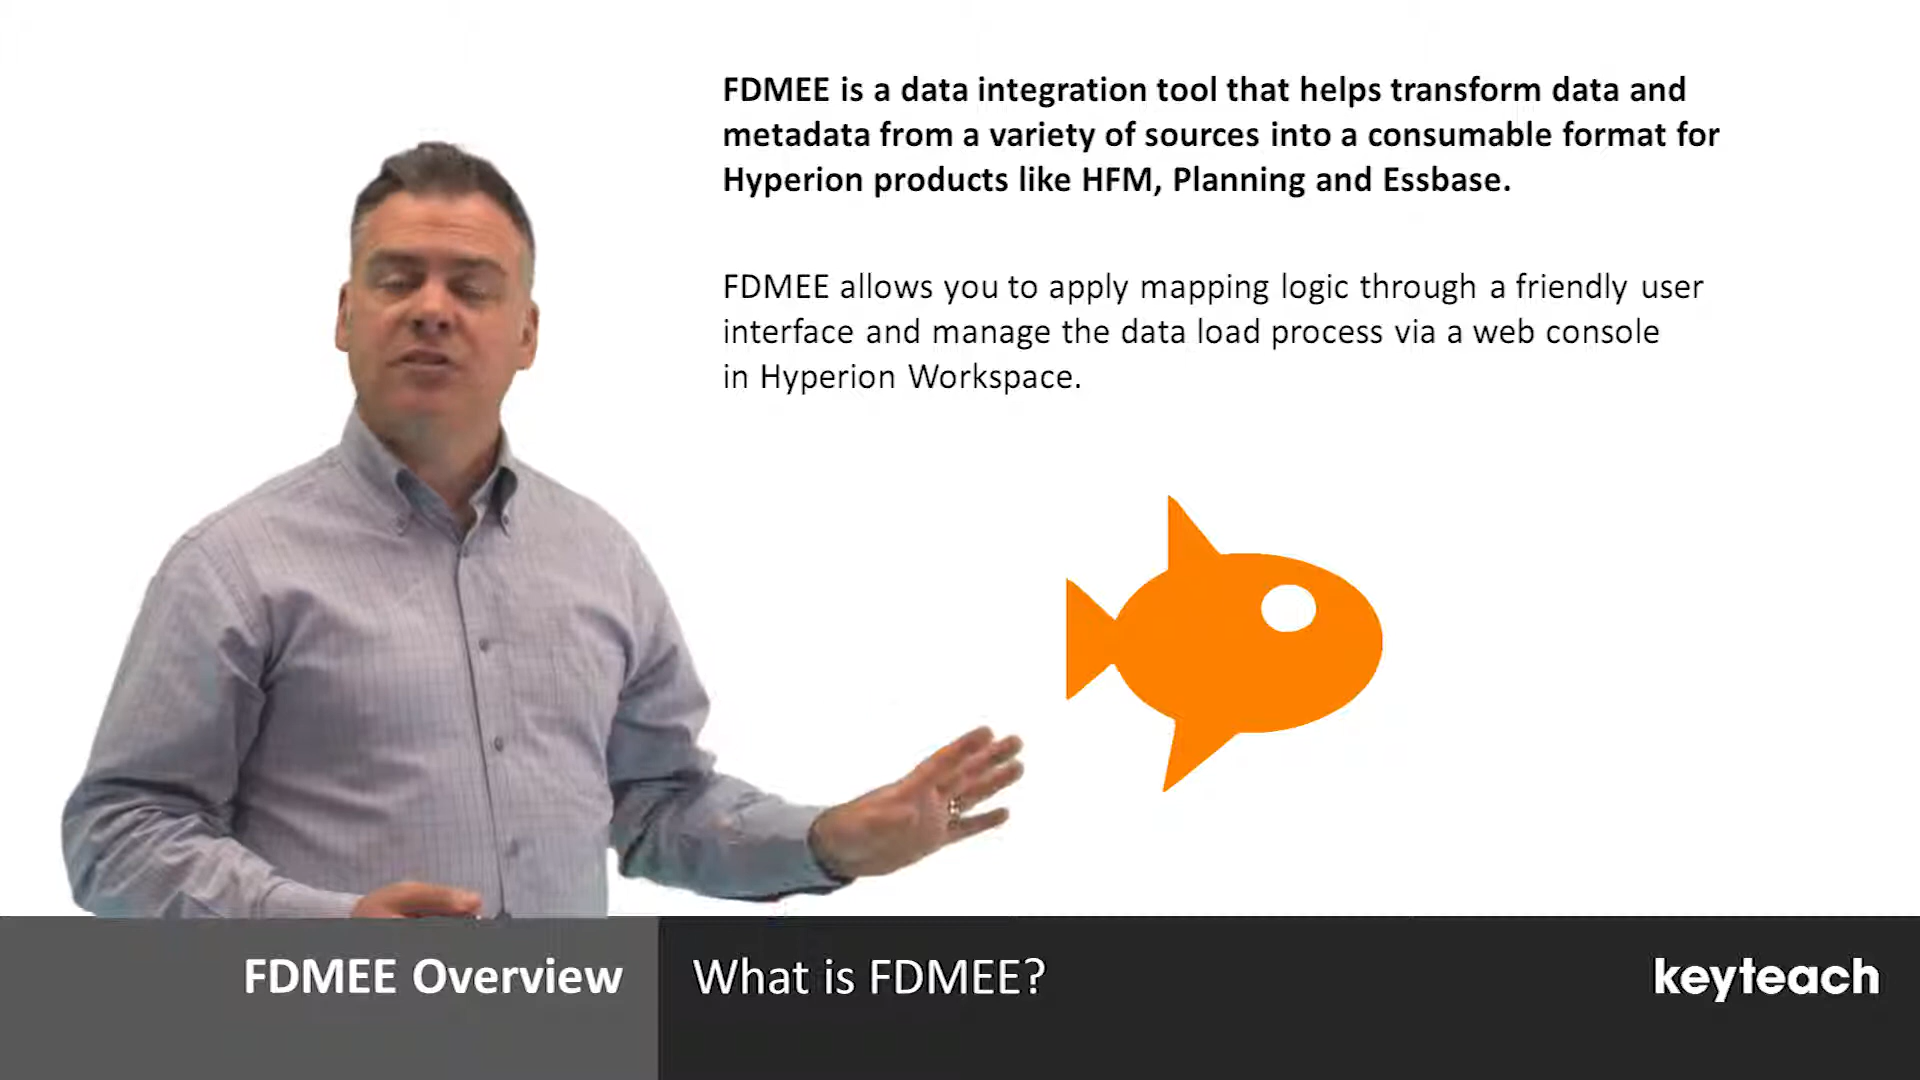 FDMEE is a data integration tool that helps transform data and
metadata from a variety of sources into a consumable format for
Hyperion products like HFM, Planning and Essbase.
FDMEE allows you to apply mapping logic through a friendly user
interface and manage the data load process via a web console
in Hyperion Workspace.
FDMEE Overview
What is FDMEE?
keyteach